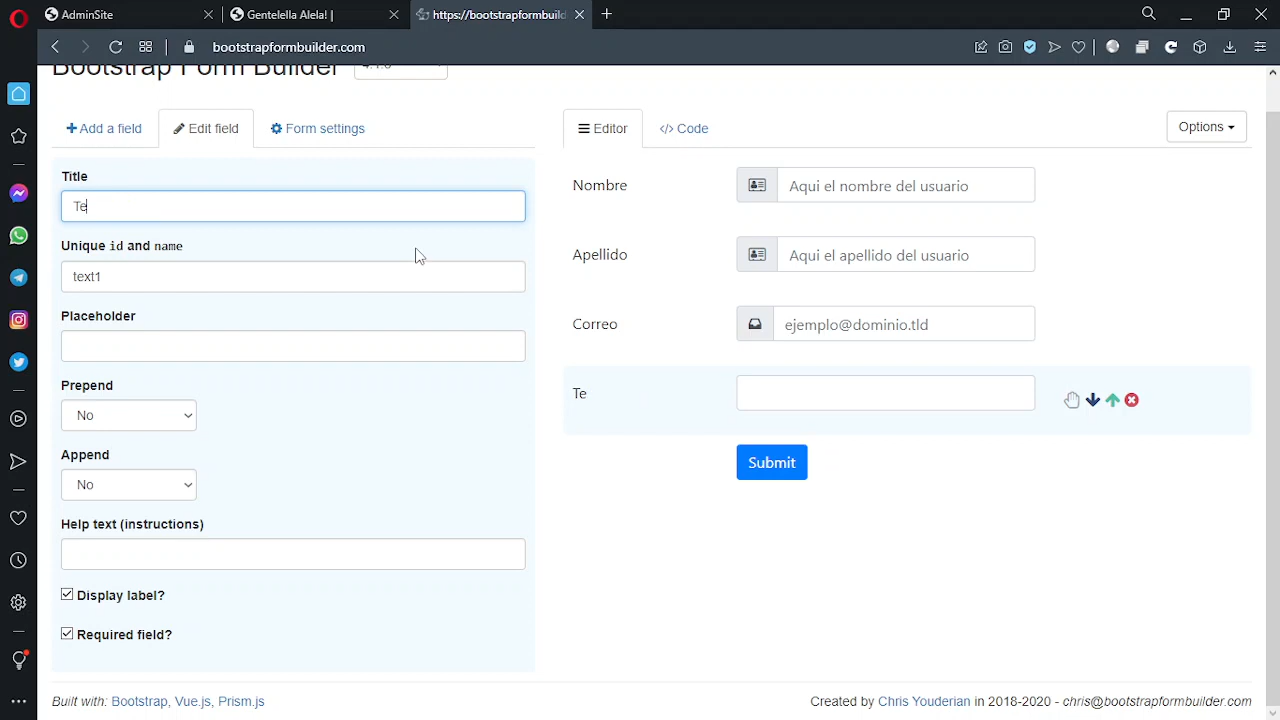 AdminSite
Gentelella Alela! |
https://bootstrapformbuild
bootstrapformbuilder.com
Bootstrap Form Builder
4.1.0
Add a field
Edit field
Form settings
Editor
</> Code
Options
Title
Te
Unique id and name
text1
Placeholder
Prepend
No
Append
No
Help text (instructions)
Display label?
Required field?
Nombre
Aqui el nombre del usuario
Apellido
Aqui el apellido del usuario
Correo
ejemplo@dominio.tld
Te
Submit
Built with: Bootstrap, Vue.js, Prism.js
Created by Chris Youderian in 2018-2020 - chris@bootstrapformbuilder.com